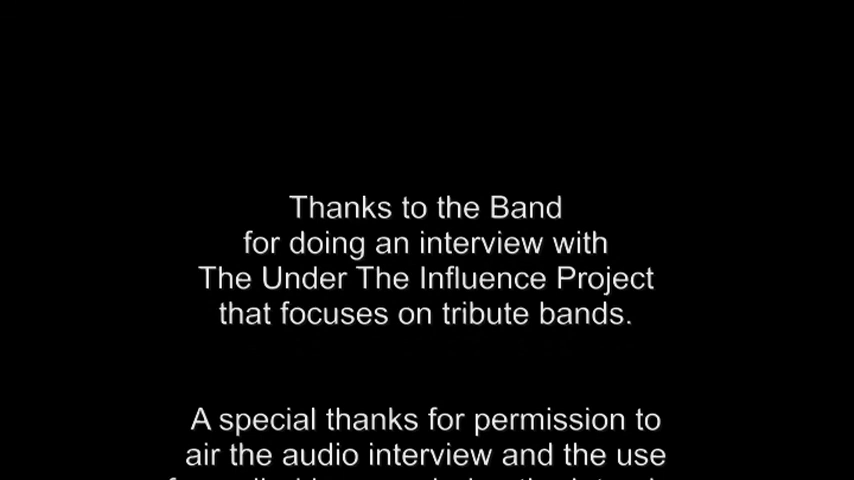 Thanks to the Band
for doing an interview with
The Under The Influence Project
that focuses on tribute bands.
A special thanks for permission to
air the audio interview and the use